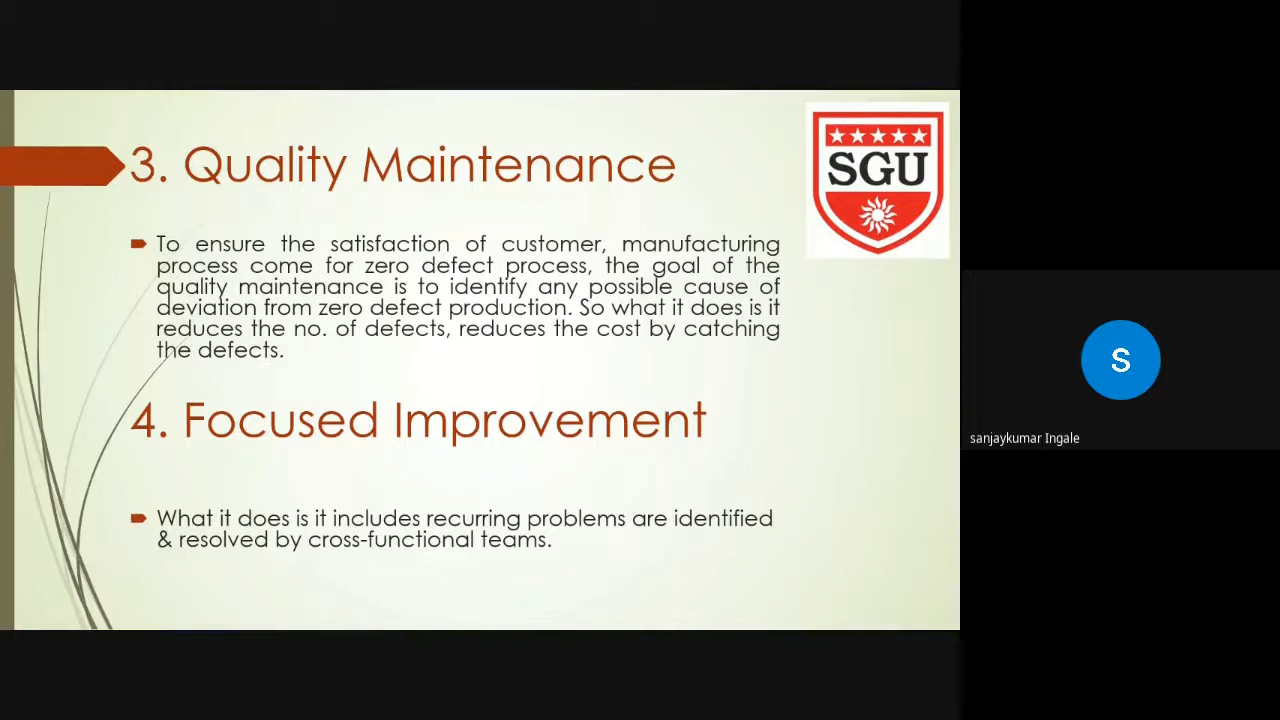 3. Quality Maintenance
SGU
To ensure the satisfaction of customer, manufacturing
process come for zero defect process, the goal of the
quality maintenance is to identify any possible cause of
deviation from zero defect production. So what it does is it
reduces the no. of defects, reduces the cost by catching
the defects.
4. Focused Improvement
What it does is it includes recurring problems are identified
& resolved by cross-functional teams.
S
sanjaykumar Ingale